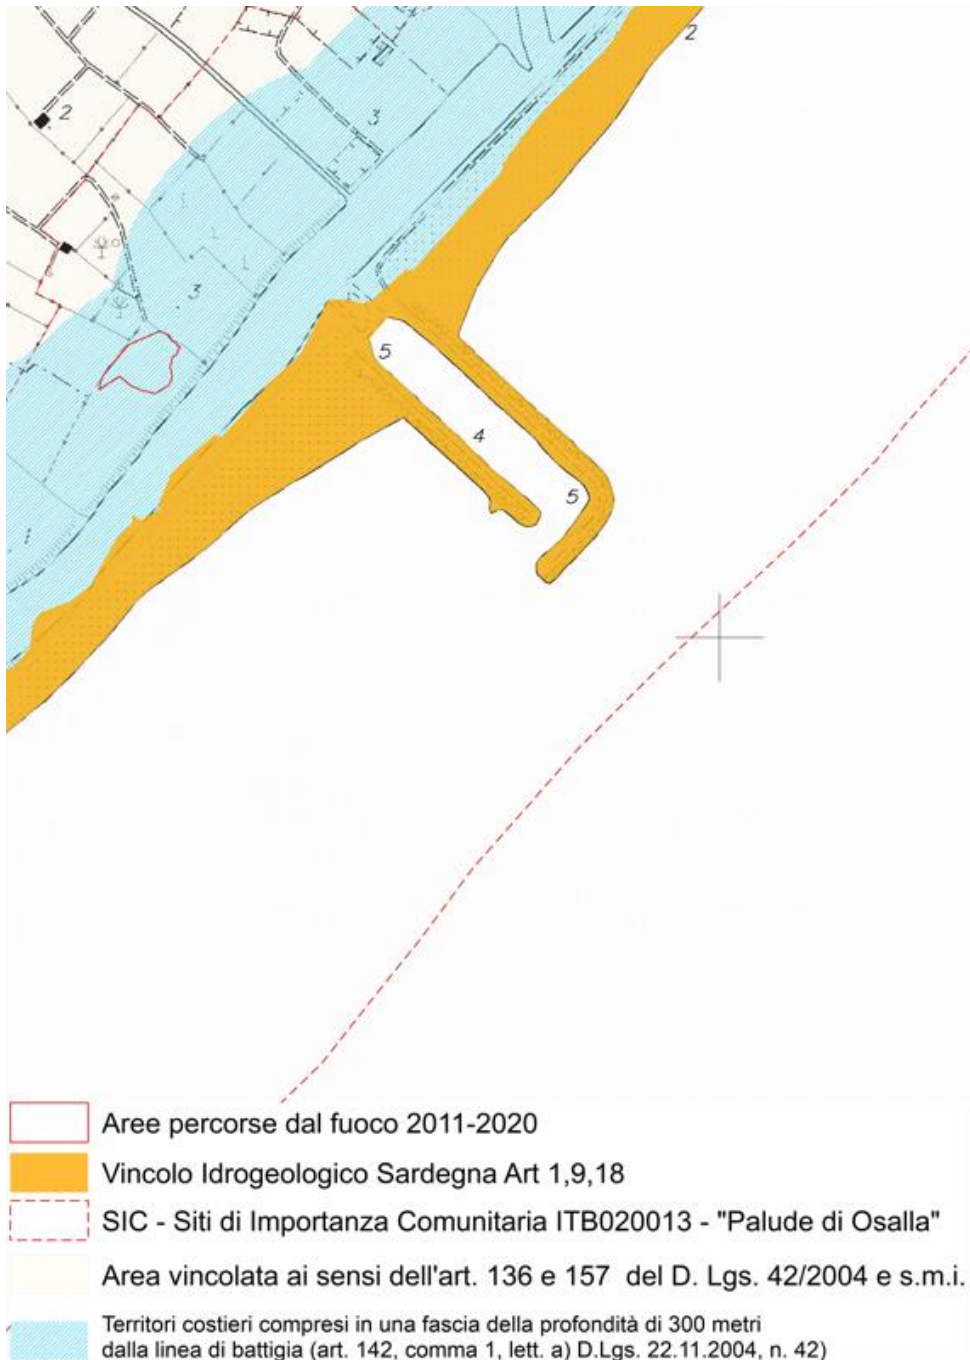 2
2
3
3
5
4
5
Aree percorse dal fuoco 2011-2020
Vincolo Idrogeologico Sardegna Art 1,9,18
SIC - Siti di Importanza Comunitaria ITB020013 - "Palude di Osalla"
Area vincolata ai sensi dell'art. 136 e 157 del D. Lgs. 42/2004 e s.m.i.
Territori costieri compresi in una fascia della profondità di 300 metri
dalla linea di battigia (art. 142, comma 1, lett. a) D.Lgs. 22.11.2004, n. 42)